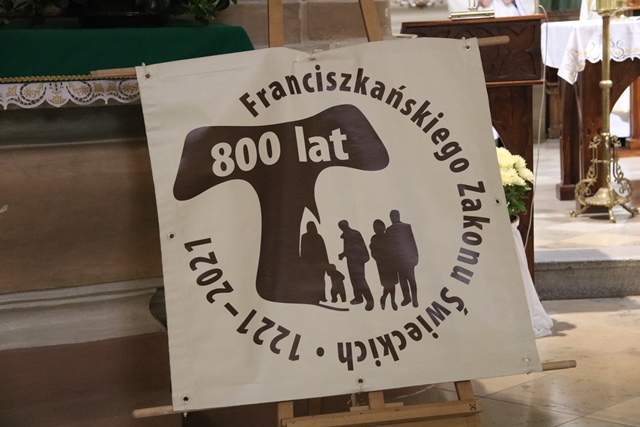 800 lat
Franciszkańskiego Zakonu Świeckich • 1221–2021